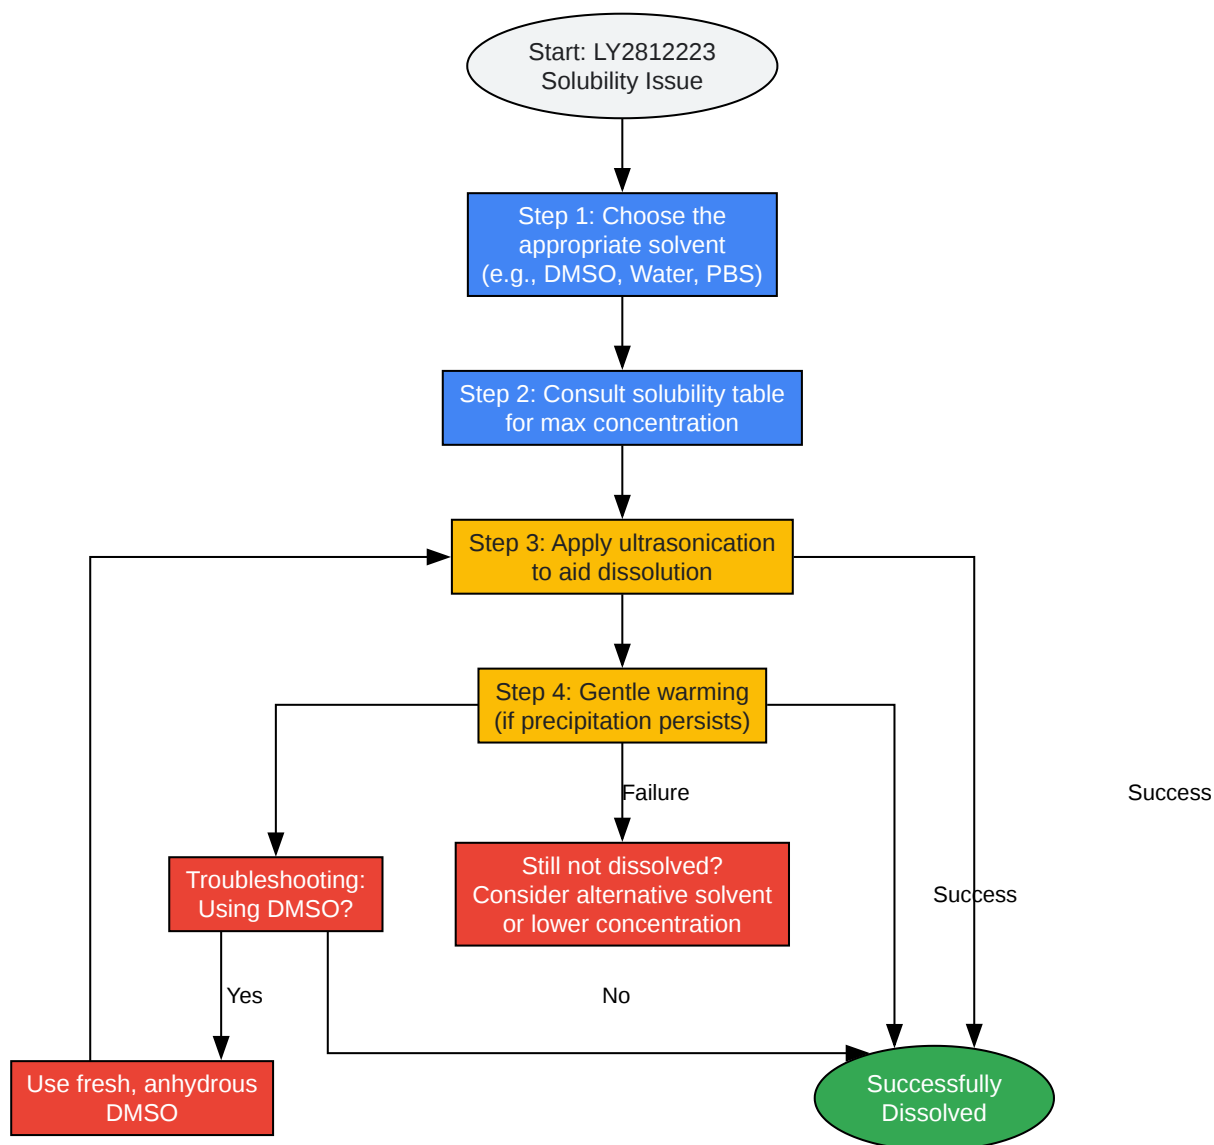 Start: LY2812223
Solubility Issue
Step 1: Choose the
appropriate solvent
(e.g., DMSO, Water, PBS)
Step 2: Consult solubility table
for max concentration
Step 3: Apply ultrasonication
to aid dissolution
Step 4: Gentle warming
(if precipitation persists)
Failure
Success
Troubleshooting:
Using DMSO?
Still not dissolved?
Consider alternative solvent
or lower concentration
Success
Yes
No
Use fresh, anhydrous
DMSO
Successfully
Dissolved